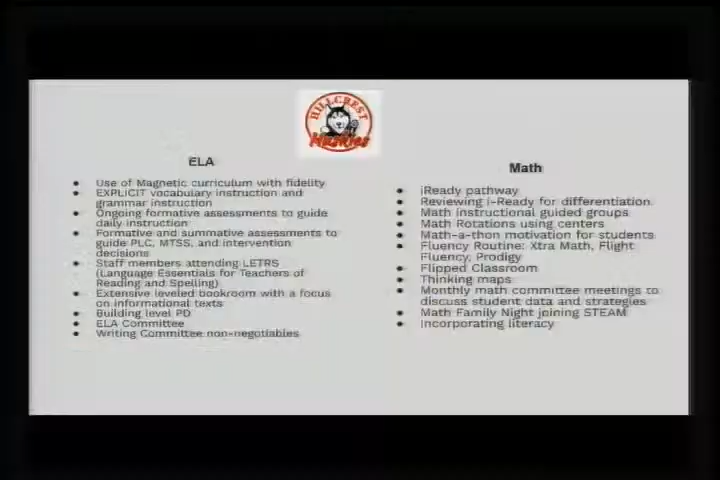 HILLCREST
Huskies
ELA
• Use of Magnetic curriculum with fidelity
• EXPLICIT vocabulary instruction and
grammar instruction
• Ongoing formative assessments to guide
daily instruction
• Formative and summative assessments to
guide PLC, MTSS, and intervention
decisions
• Staff members attending LETRS
(Language Essentials for Teachers of
Reading and Spelling)
• Extensive leveled bookroom with a focus
on informational texts
• Building level PD
• ELA Committee
• Writing Committee non-negotiables
Math
• iReady pathway
• Reviewing i-Ready for differentiation.
• Math instructional guided groups
• Math Rotations using centers
• Math-a-thon motivation for students
• Fluency Routine: Xtra Math, Flight
Fluency, Prodigy
• Flipped Classroom
• Thinking maps
• Monthly math committee meetings to
discuss student data and strategies
• Math Family Night joining STEAM
• Incorporating literacy